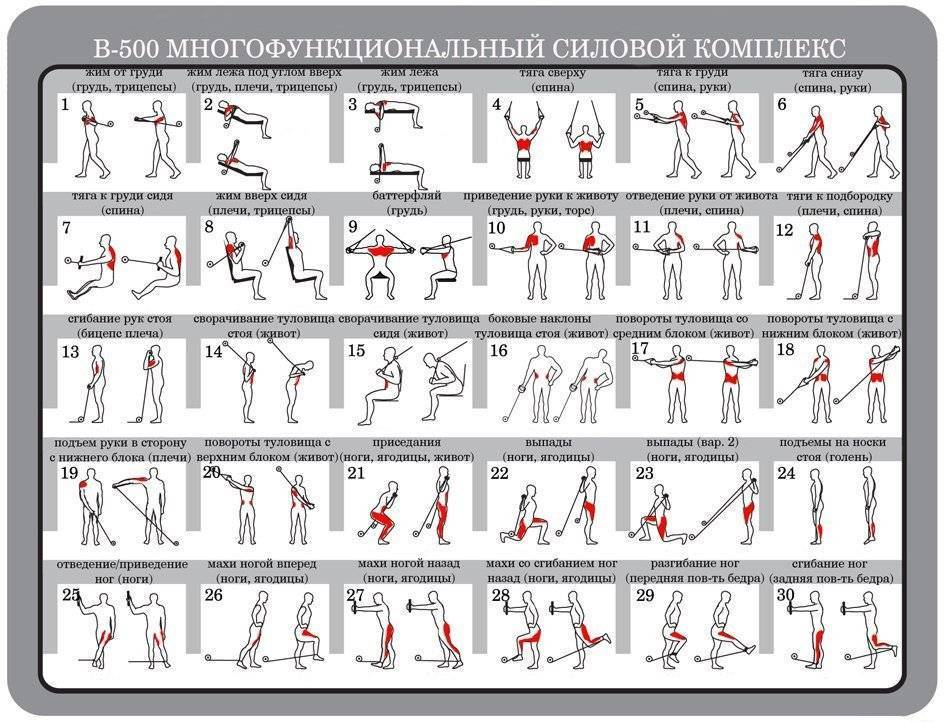 В-500 МНОГОФУНКЦИОНАЛЬНЫЙ СИЛОВОЙ КОМПЛЕКС
жим от груди
(грудь, трицепсы)
1
жим лежа под углом вверх
(грудь, плечи, трицепсы)
2
жим лежа
(грудь, трицепсы)
3
тяга сверху
(спина)
4
тяга к груди
(спина, руки)
5
тяга снизу
(спина, руки)
6
тяга к груди сидя
(спина)
7
жим вверх сидя
(плечи, трицепсы)
8
баттерфляй
(грудь)
9
приведение руки к животу
(грудь, руки, торс)
10
отведение руки от живота
(плечи, спина)
11
тяги к подбородку
(плечи, спина)
12
сгибание рук стоя
(бицепс плеча)
13
сворачивание туловища
стоя (живот)
14
сворачивание туловища
сидя (живот)
15
боковые наклоны
туловища стоя (живот)
16
повороты туловища со
средним блоком (живот)
17
повороты туловища с
нижним блоком (живот)
18
подъем руки в сторону
с нижнего блока (плечи)
19
повороты туловища с
верхним блоком (живот)
20
приседания
(ноги, ягодицы, живот)
21
выпады
(ноги, ягодицы)
22
выпады (вар. 2)
(ноги, ягодицы)
23
подъемы на носки
стоя (голень)
24
отведение/приведение
ног (ноги)
25
махи ногой вперед
(ноги, ягодицы)
26
махи ногой назад
(ноги, ягодицы)
27
махи со сгибанием ног
назад (ноги, ягодицы)
28
разгибание ног
(передняя пов-ть бедра)
29
сгибание ног
(задняя пов-ть бедра)
30